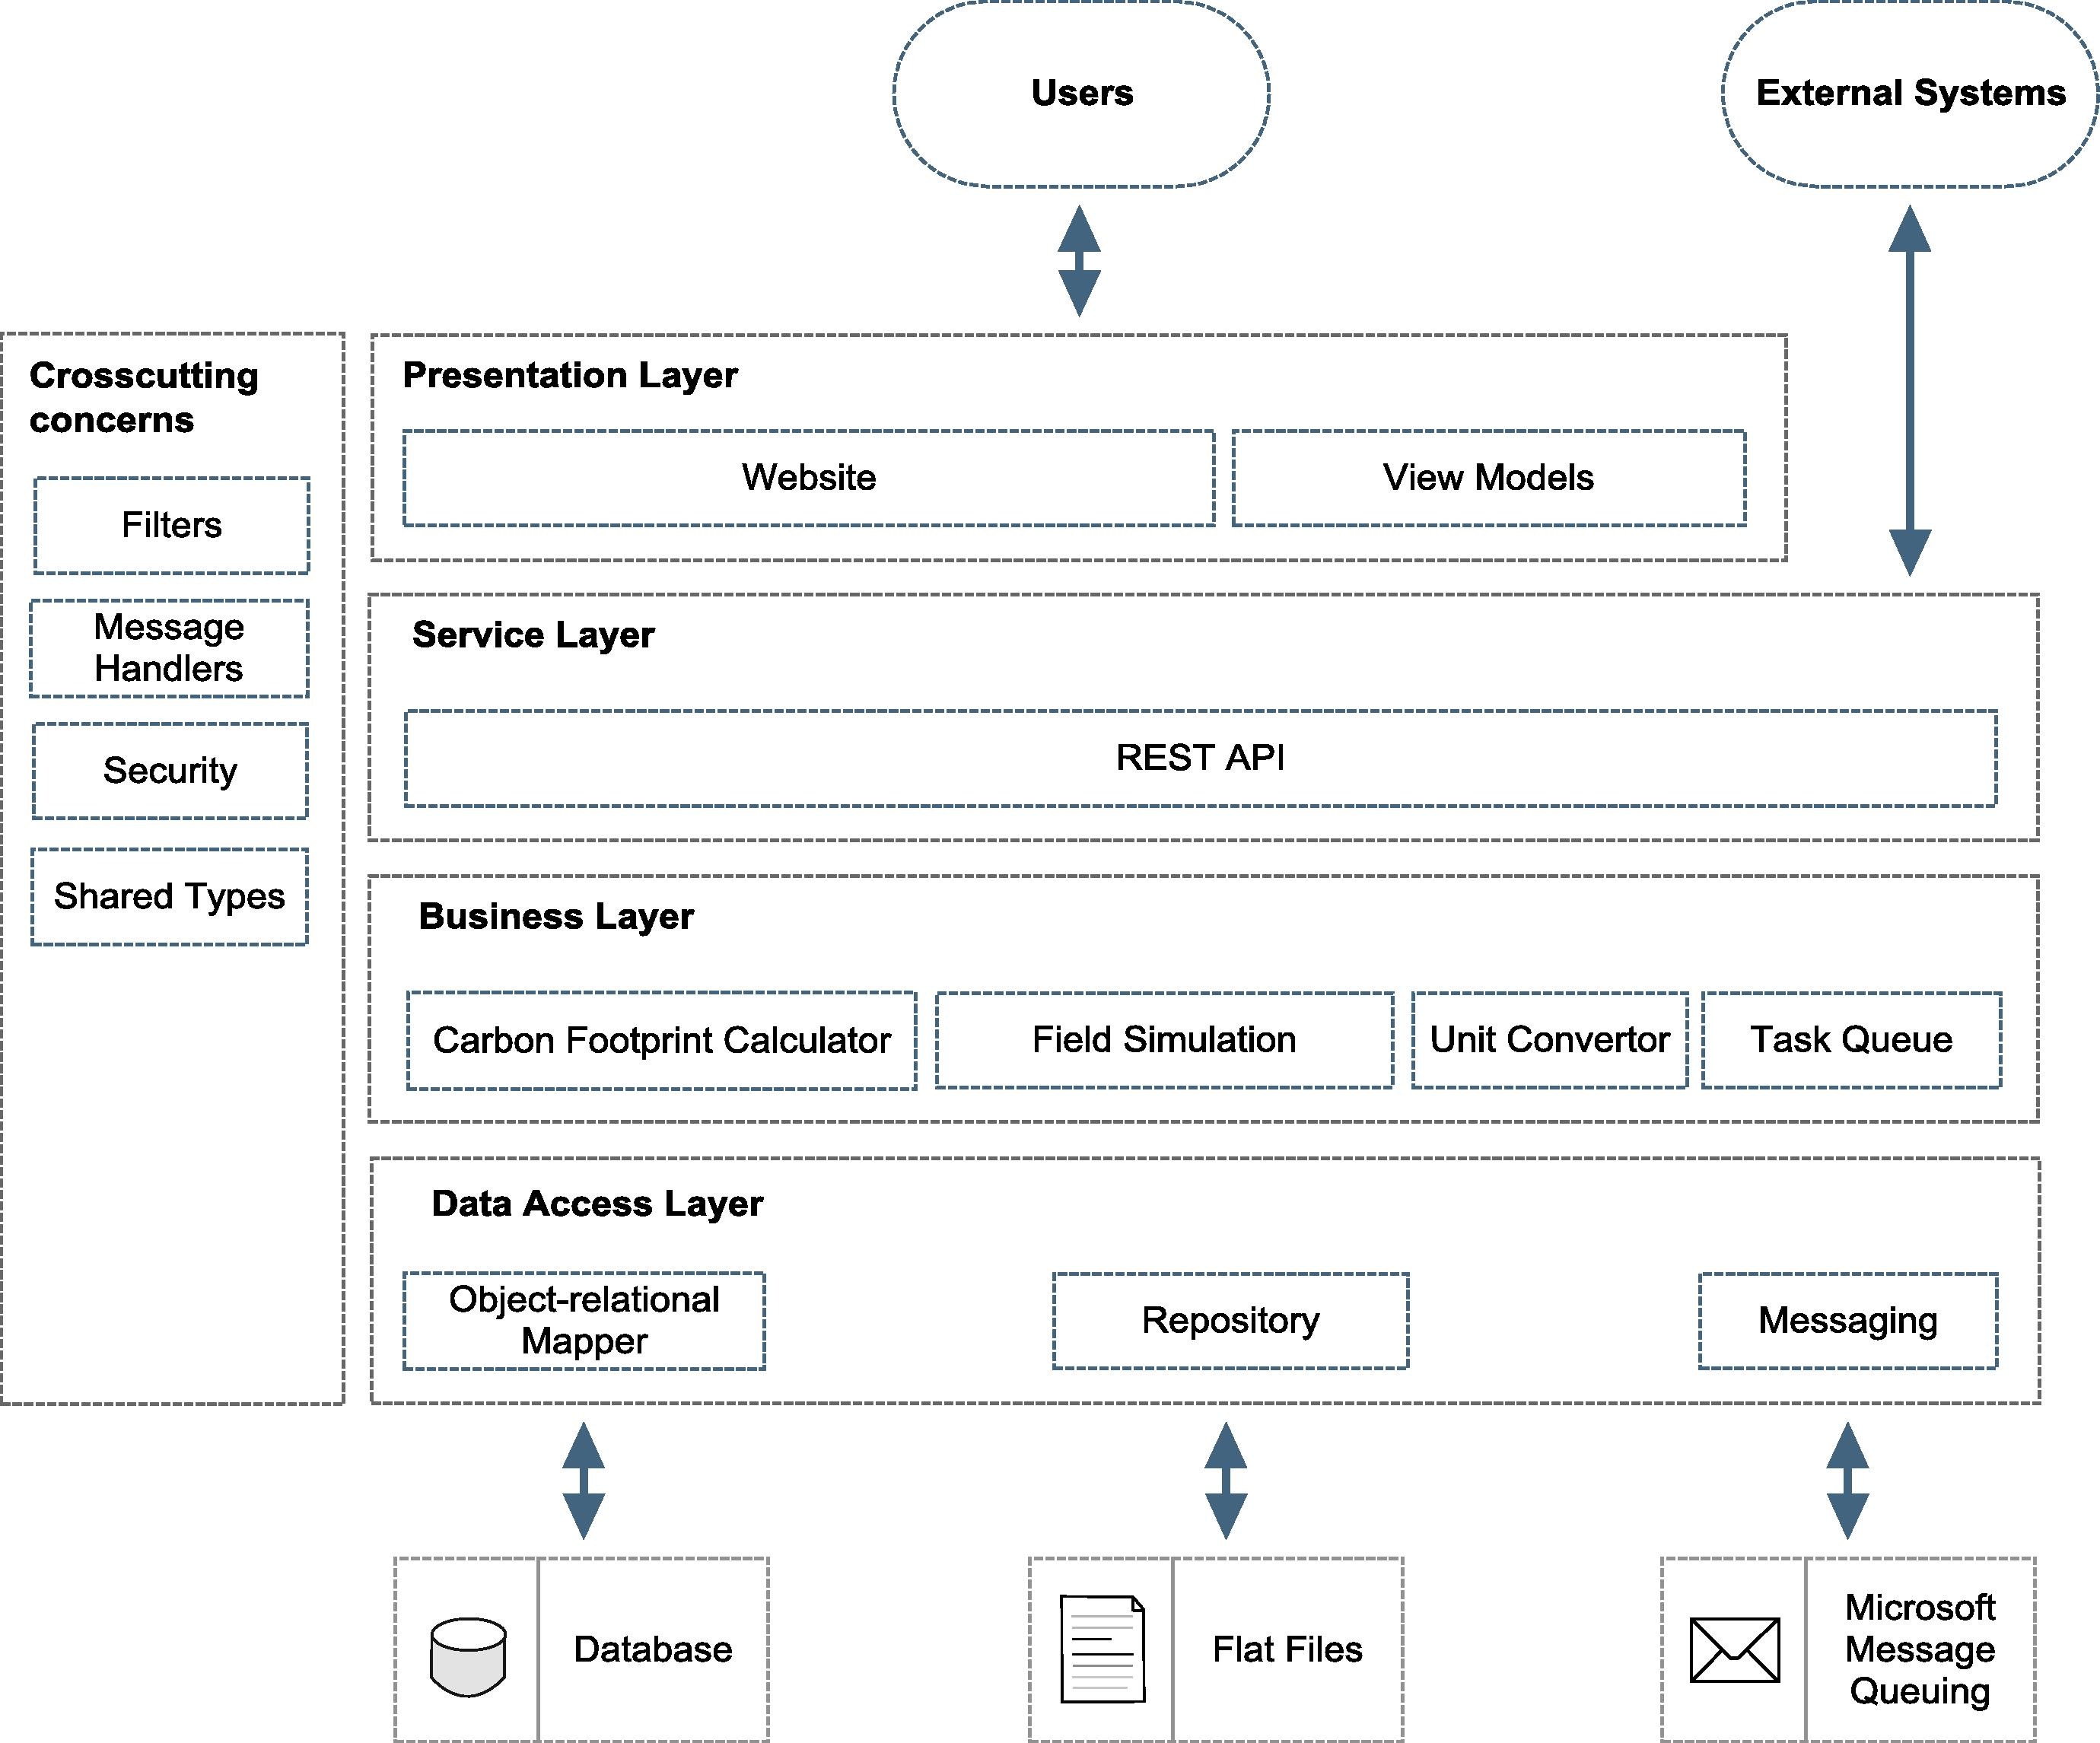 Users
External Systems
Crosscutting
concerns
Filters
Message
Handlers
Security
Shared Types
Presentation Layer
Website
View Models
Service Layer
REST API
Business Layer
Carbon Footprint Calculator
Field Simulation
Unit Convertor
Task Queue
Data Access Layer
Object-relational
Mapper
Repository
Messaging
Database
Flat Files
Microsoft
Message
Queuing